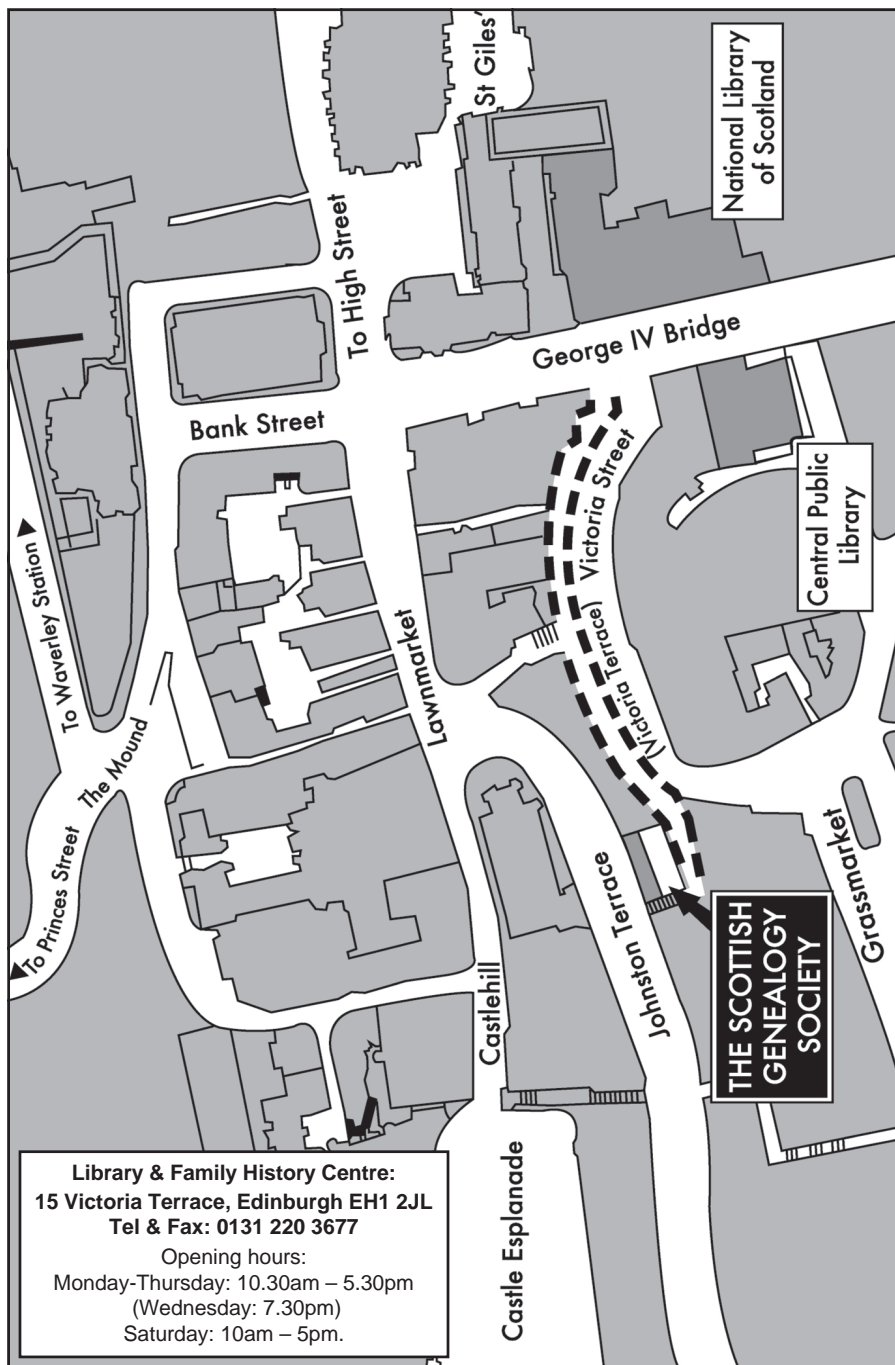 St Giles'
National Library
of Scotland
To High Street
George IV Bridge
Bank Street
Victoria Street
(Victoria Terrace)
Central Public
Library
To Waverley Station
The Mound
To Princes Street
Lawnmarket
Johnston Terrace
Grassmarket
Castlehill
THE SCOTTISH
GENEALOGY
SOCIETY
Castle Esplanade
Library & Family History Centre:
15 Victoria Terrace, Edinburgh EH1 2JL
Tel & Fax: 0131 220 3677
Opening hours:
Monday-Thursday: 10.30am – 5.30pm
(Wednesday: 7.30pm)
Saturday: 10am – 5pm.